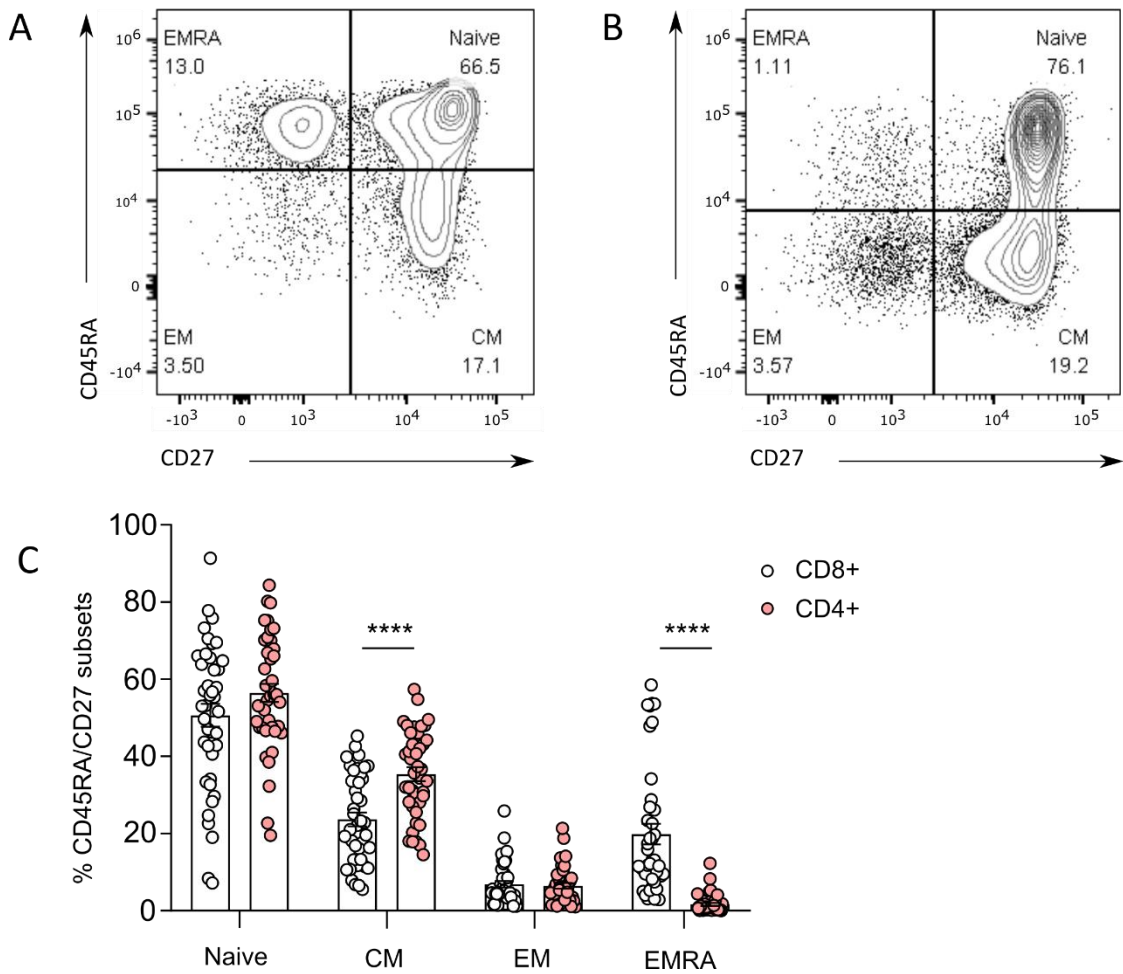 A
CD45RA
10⁶
10⁵
10⁴
0
-10⁴
EMRA
13.0
Naive
66.5
EM
3.50
CM
17.1
-10³
0
10³
10⁴
10⁵
CD27
B
CD45RA
10⁶
10⁵
10⁴
0
-10⁴
EMRA
1.11
Naive
76.1
EM
3.57
CM
19.2
-10³
0
10³
10⁴
10⁵
CD27
C
% CD45RA/CD27 subsets
100
80
60
40
20
0
****
****
CD8+
CD4+
Naive
CM
EM
EMRA